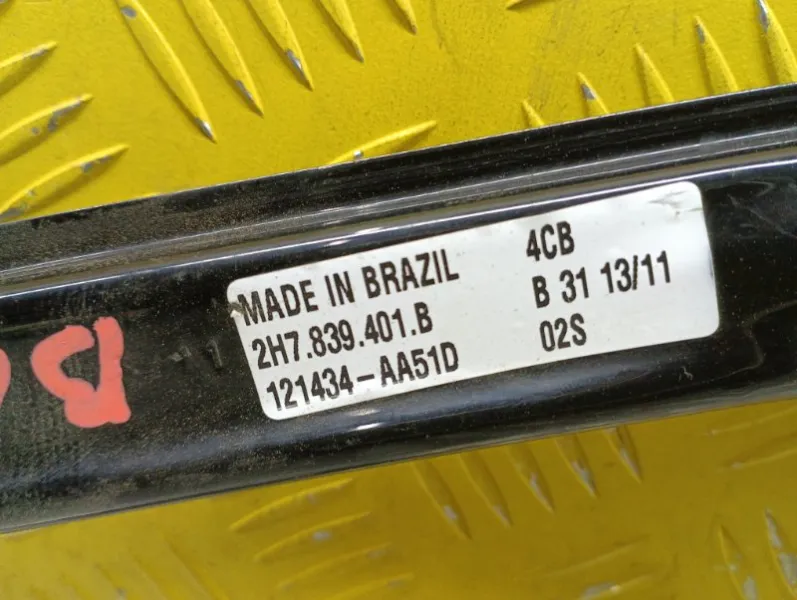 MADE IN BRAZIL 4CB
2H7.839.401.B B 31 13/11
121434-AA51D 02S